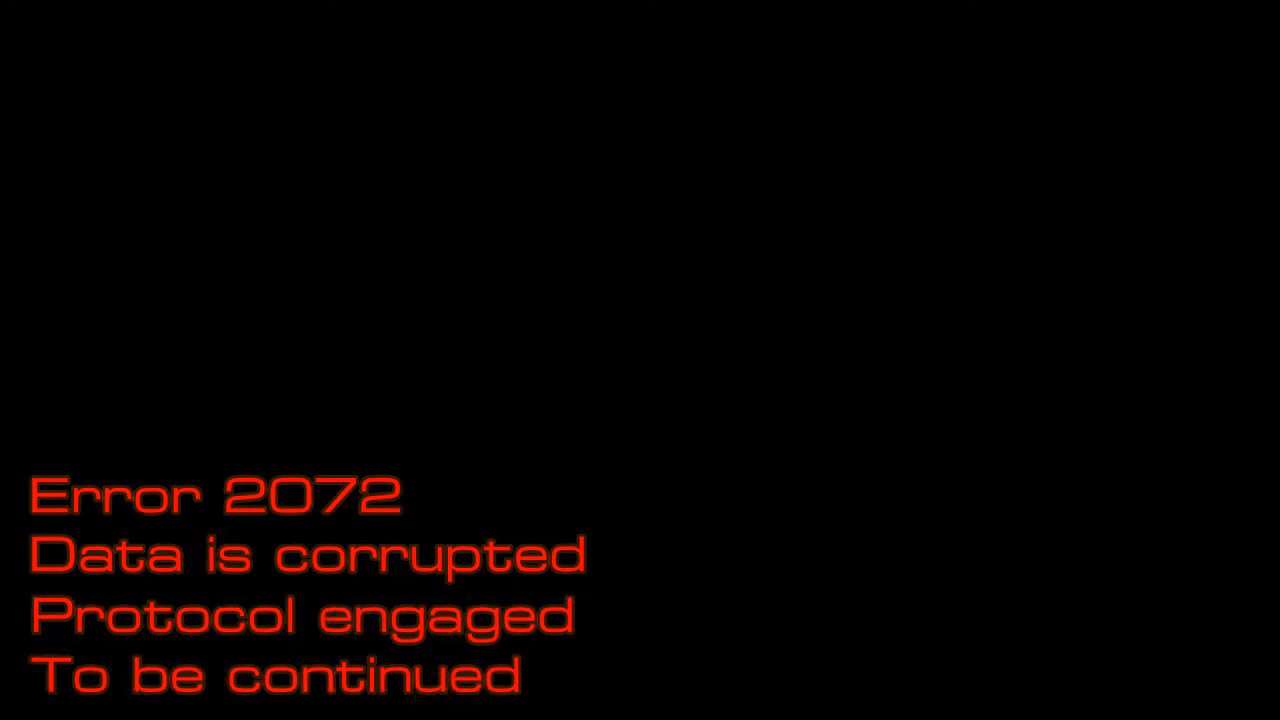 Error 2072
Data is corrupted
Protocol engaged
To be continued